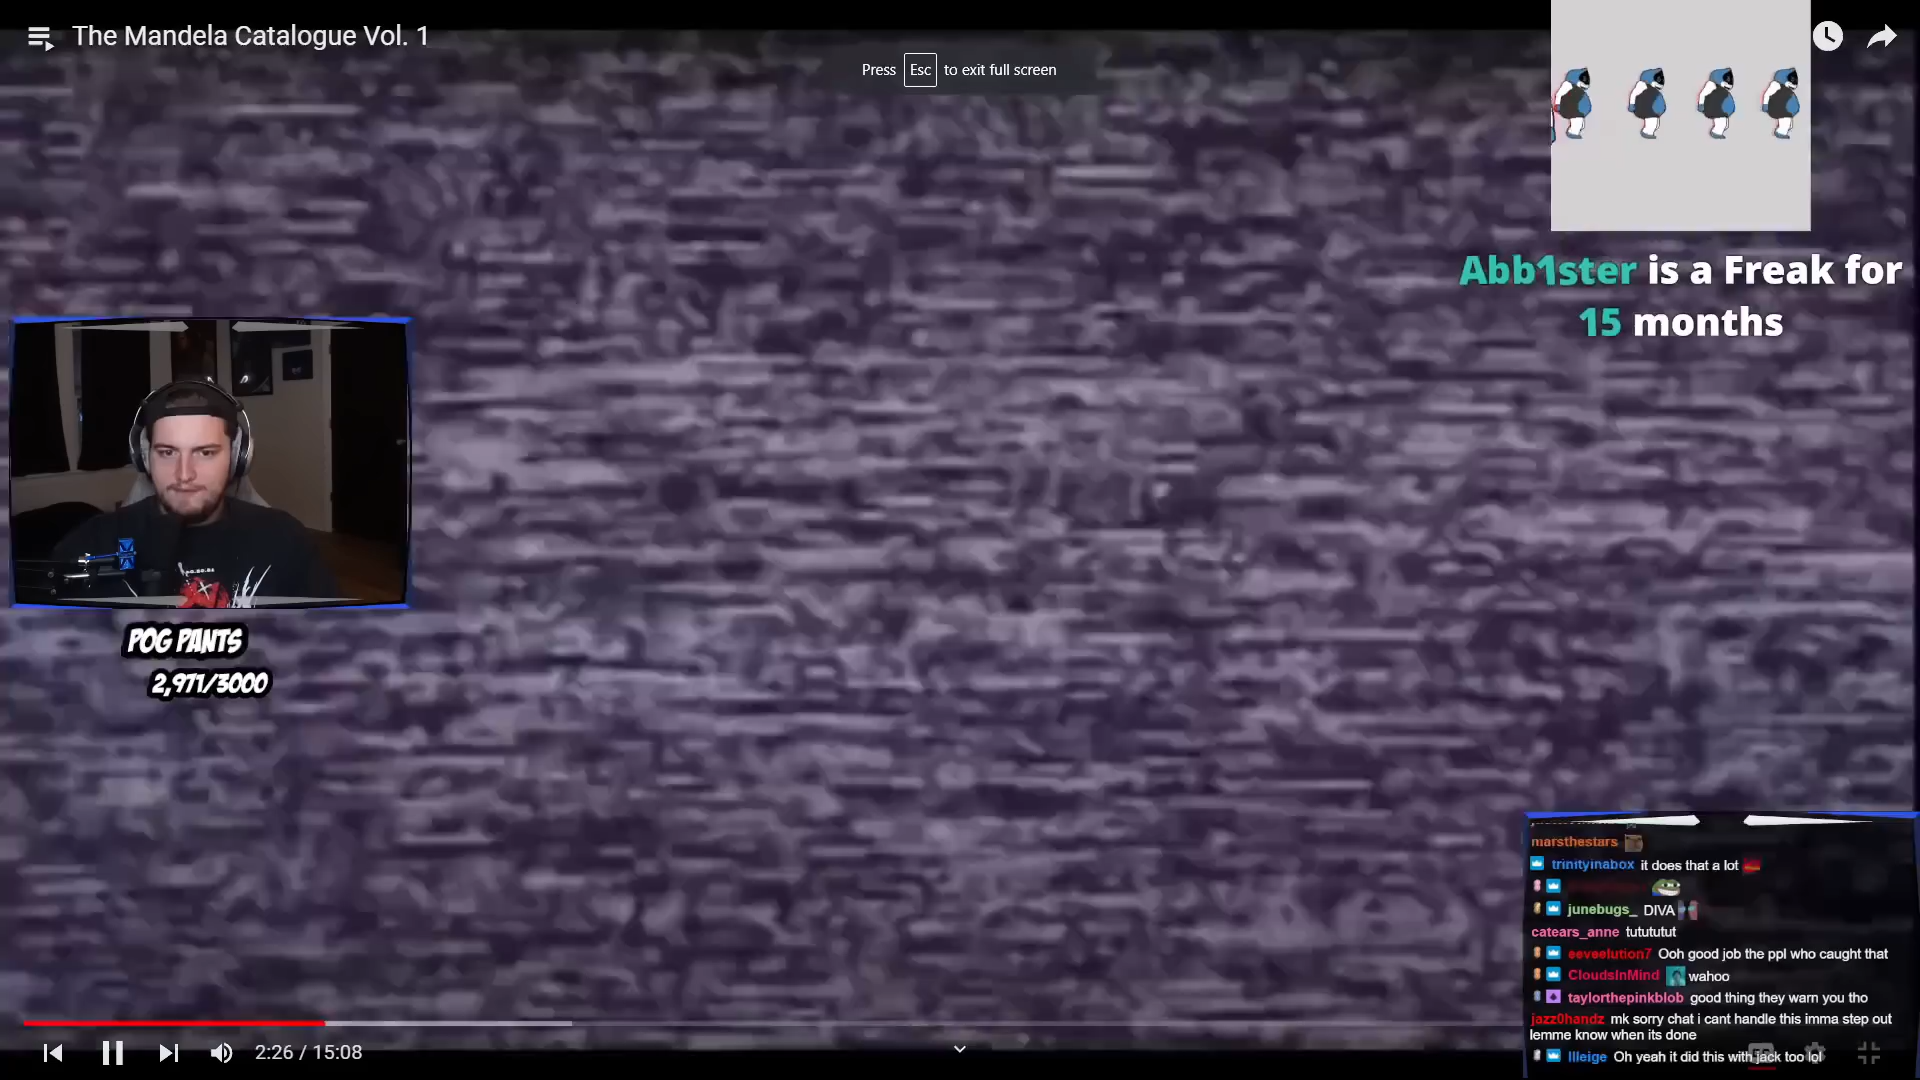 The Mandela Catalogue Vol. 1
Press Esc to exit full screen
Abb1ster is a Freak for
15 months
POG PANTS
2,971/3000
marsthestars
trinityinabox it does that a lot
junebugs_ DIVA
catears_anne tutututut
eeveelution7 Ooh good job the ppl who caught that
CloudsInMind wahoo
taylorthepinkblob good thing they warn you tho
jazz0handz mk sorry chat i cant handle this imma step out
lemme know when its done
Oh yeah it did this with jack too lol
2:26 / 15:08